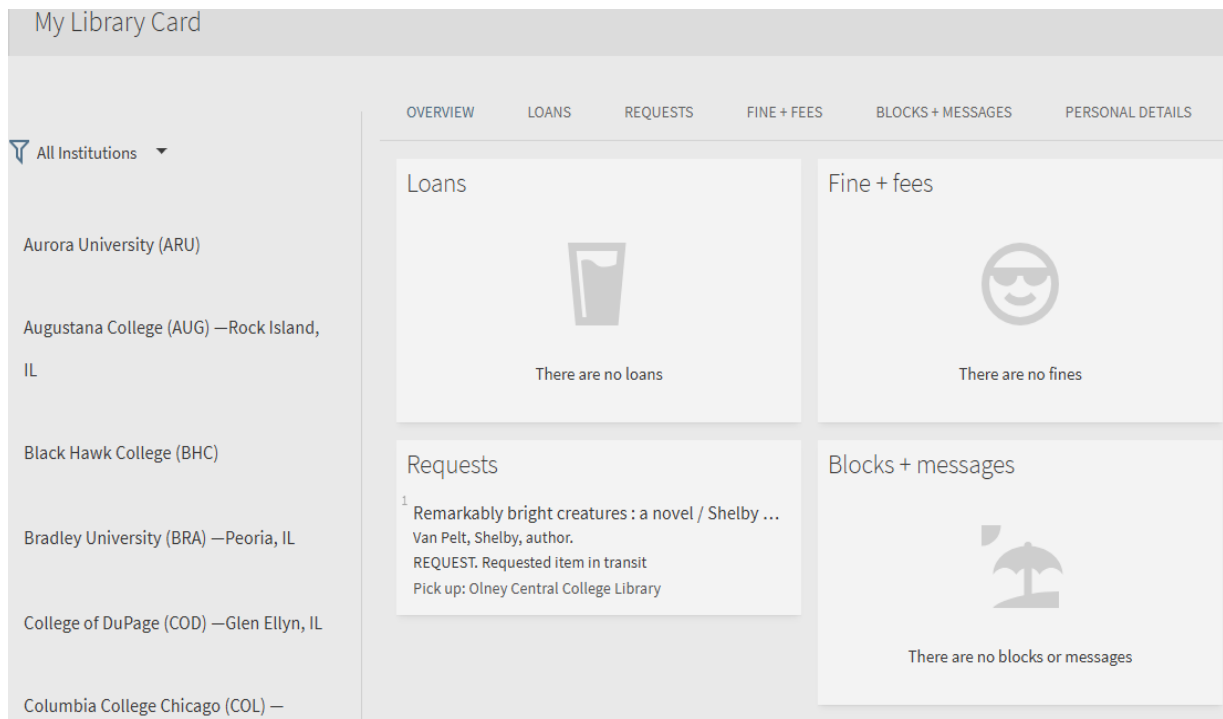 My Library Card
OVERVIEW LOANS REQUESTS FINE + FEES BLOCKS + MESSAGES PERSONAL DETAILS
All Institutions
Aurora University (ARU)
Augustana College (AUG) —Rock Island,
IL
Black Hawk College (BHC)
Bradley University (BRA) —Peoria, IL
College of DuPage (COD) —Glen Ellyn, IL
Columbia College Chicago (COL) —
Loans
There are no loans
Fine + fees
There are no fines
Requests
1
Remarkably bright creatures : a novel / Shelby ...
Van Pelt, Shelby, author.
REQUEST. Requested item in transit
Pick up: Olney Central College Library
Blocks + messages
There are no blocks or messages